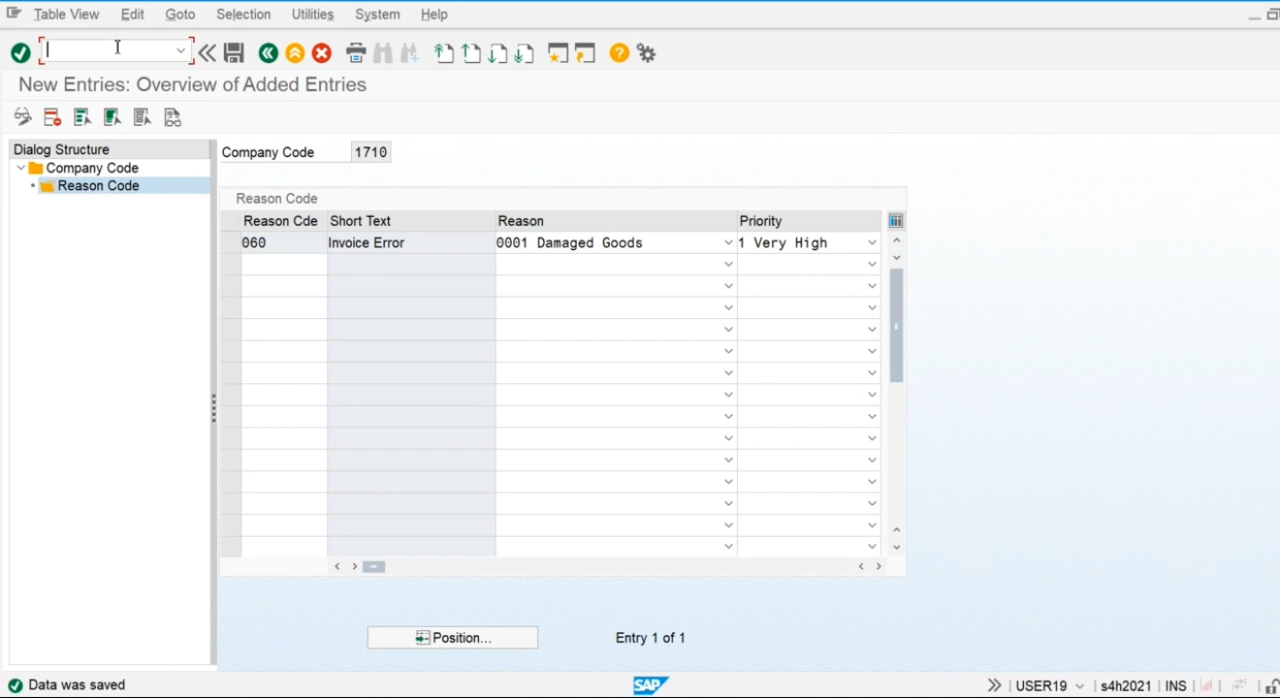 Table View Edit Goto Selection Utilities System Help
New Entries: Overview of Added Entries
Dialog Structure
Company Code
Reason Code
Company Code 1710
Reason Code
Reason Cde Short Text Reason Priority
060 Invoice Error 0001 Damaged Goods 1 Very High
Position... Entry 1 of 1
Data was saved SAP USER19 s4h2021 INS